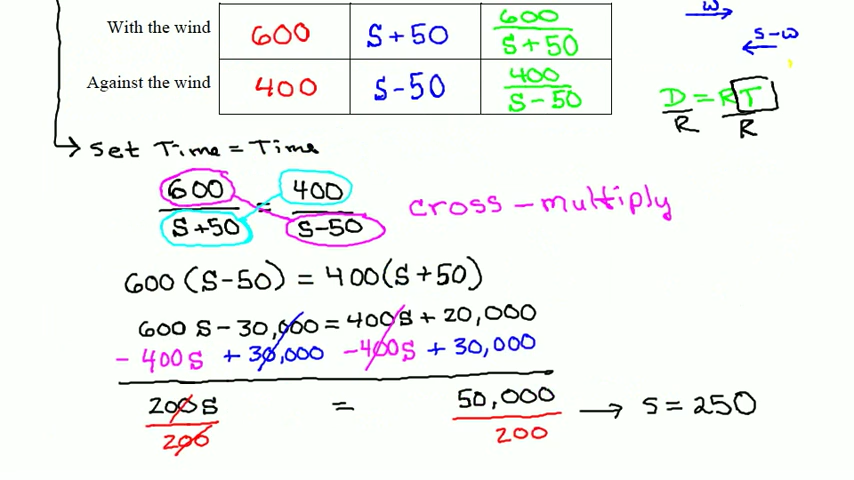 w
With the wind 600 S+50 600/S+50
s-w
Against the wind 400 S-50 400/S-50
D/R = RT/R
Set Time = Time
600/S+50 = 400/S-50 cross-multiply
600(S-50) = 400(S+50)
600S - 30,000 = 400S + 20,000
-400S + 30,000 -400S + 30,000
200S/200 = 50,000/200 → S = 250